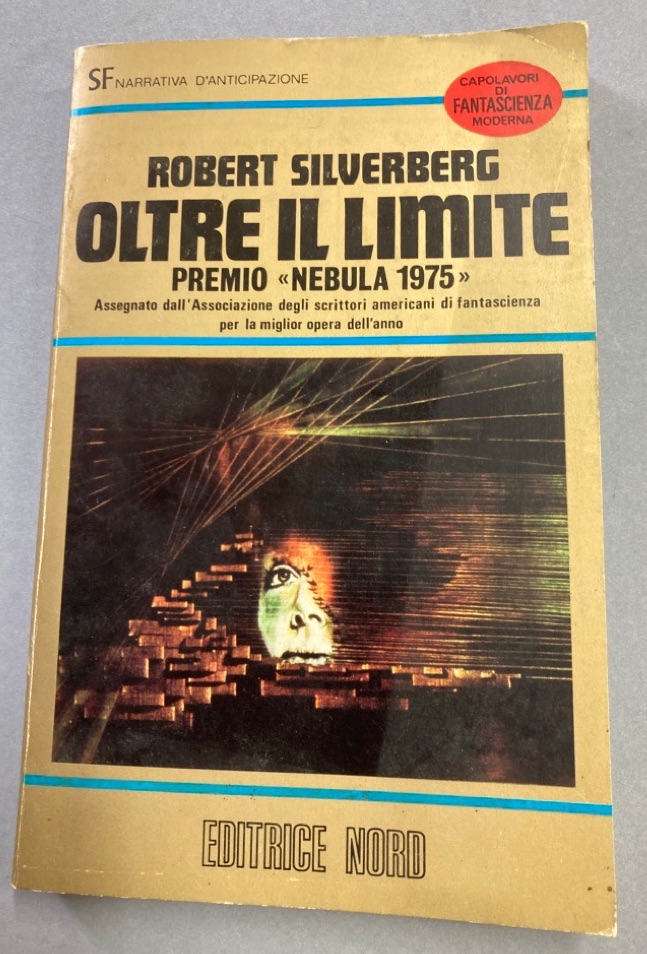 SF NARRATIVA D'ANTICIPAZIONE
CAPOLAVORI
DI
FANTASCIENZA
MODERNA
ROBERT SILVERBERG
OLTRE IL LIMITE
PREMIO «NEBULA 1975»
Assegnato dall'Associazione degli scrittori americani di fantascienza
per la miglior opera dell'anno
EDITRICE NORD